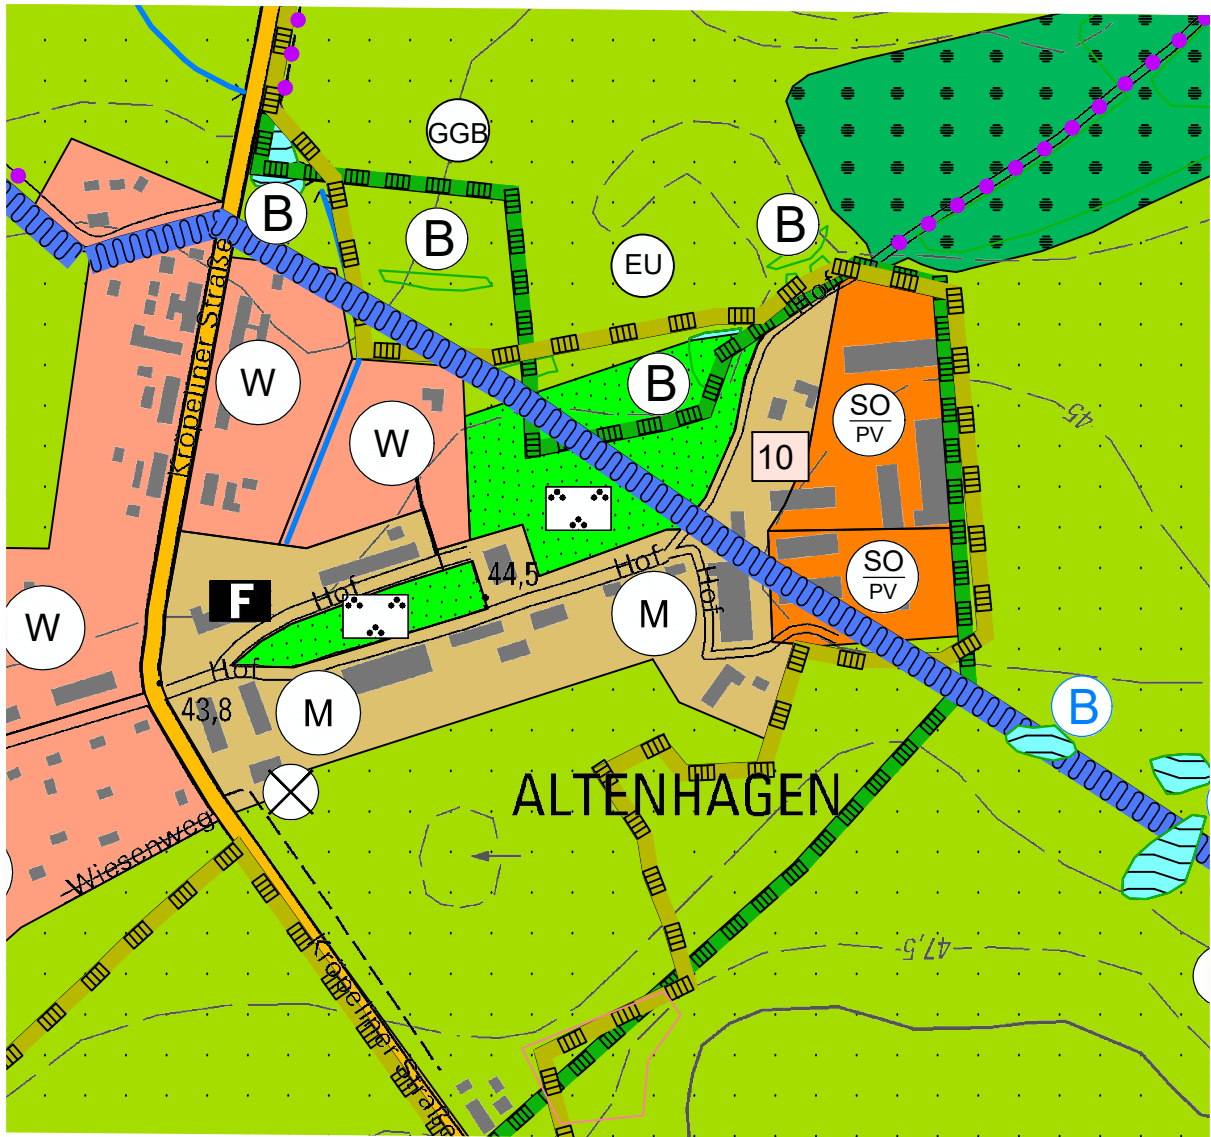 GGB
B
B
B
EU
Hof
Kröpeliner Straße
W
B
SO
PV
45
W
10
44,5
Hof
SO
PV
F
Hof
Hof
W
M
Hof
43,8
M
B
ALTENHAGEN
Wiesenweg
47,5
Kröpeliner Straße